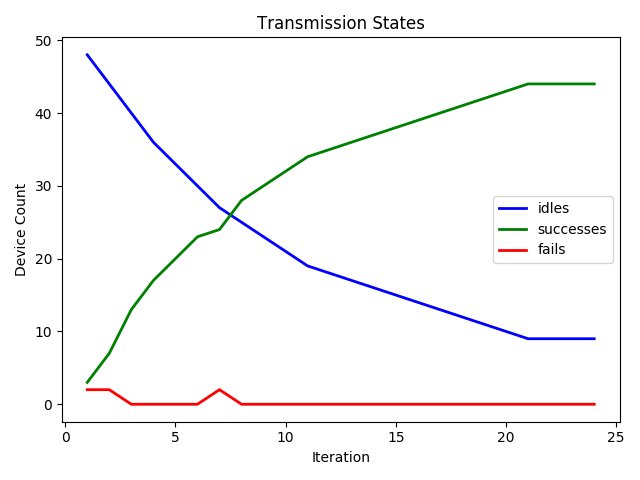 Transmission States
50
40
30
20
10
0
Device Count
idles
successes
fails
0 5 10 15 20 25
Iteration